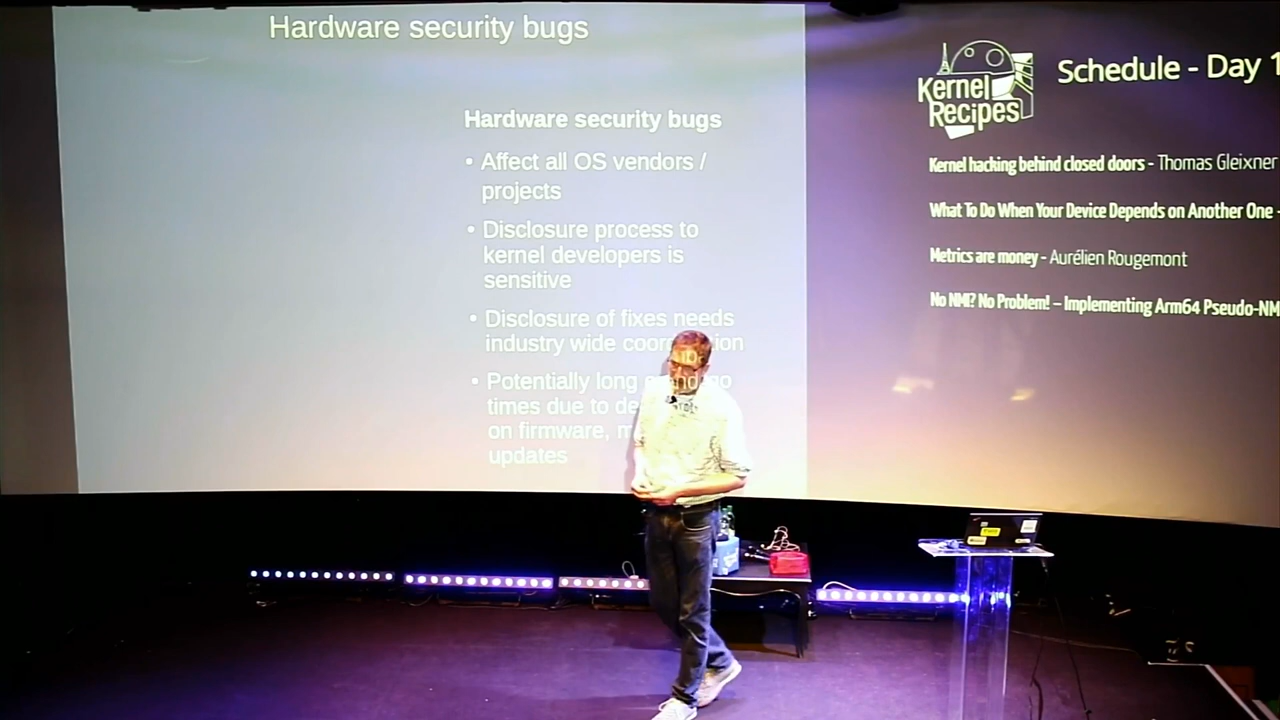 Hardware security bugs
Hardware security bugs
• Affect all OS vendors /
projects
• Disclosure process to
kernel developers is
sensitive
• Disclosure of fixes needs
industry wide coordination
• Potentially long
times due to
on firmware,
updates
Kernel
Recipes
Schedule - Day 1
Kernel hacking behind closed doors - Thomas Gleixner
What To Do When Your Device Depends on Another One -
Metrics are money - Aurélien Rougemont
No NMI? No Problem! – Implementing Arm64 Pseudo-NM